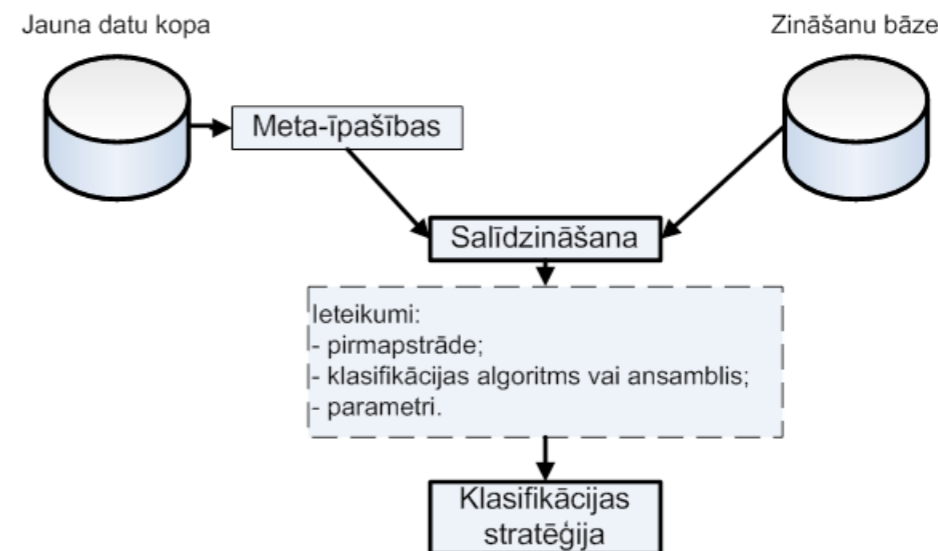 Jauna datu kopa
Zināšanu bāze
Meta-īpašības
Salīdzināšana
Ieteikumi:
- pirmapstrāde;
- klasifikācijas algoritms vai ansamblis;
- parametri.
Klasifikācijas
stratēģija